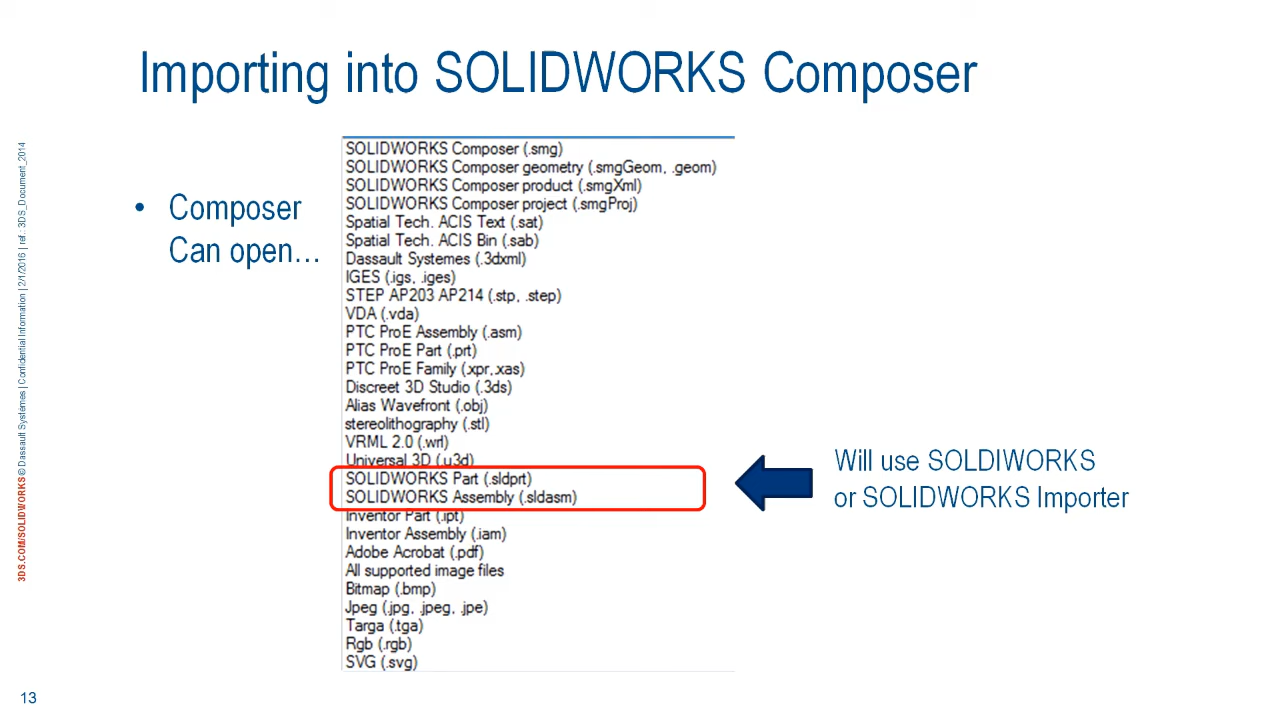 Importing into SOLIDWORKS Composer
• Composer
Can open…
SOLIDWORKS Composer (.smg)
SOLIDWORKS Composer geometry (.smgGeom, .geom)
SOLIDWORKS Composer product (.smgXml)
SOLIDWORKS Composer project (.smgProj)
Spatial Tech. ACIS Text (.sat)
Spatial Tech. ACIS Bin (.sab)
Dassault Systemes (.3dxml)
IGES (.igs, .iges)
STEP AP203 AP214 (.stp, .step)
VDA (.vda)
PTC ProE Assembly (.asm)
PTC ProE Part (.prt)
PTC ProE Family (.xpr,.xas)
Discreet 3D Studio (.3ds)
Alias Wavefront (.obj)
stereolithography (.stl)
VRML 2.0 (.wrl)
Universal 3D (.u3d)
SOLIDWORKS Part (.sldprt)
SOLIDWORKS Assembly (.sldasm)
Inventor Part (.ipt)
Inventor Assembly (.iam)
Adobe Acrobat (.pdf)
All supported image files
Bitmap (.bmp)
Jpeg (.jpg, .jpeg, .jpe)
Targa (.tga)
Rgb (.rgb)
SVG (.svg)
Will use SOLDIWORKS
or SOLIDWORKS Importer
3DS.COM/SOLIDWORKS © Dassault Systèmes | Confidential Information | 2/1/2016 | ref.: 3DS_Document_2014
13